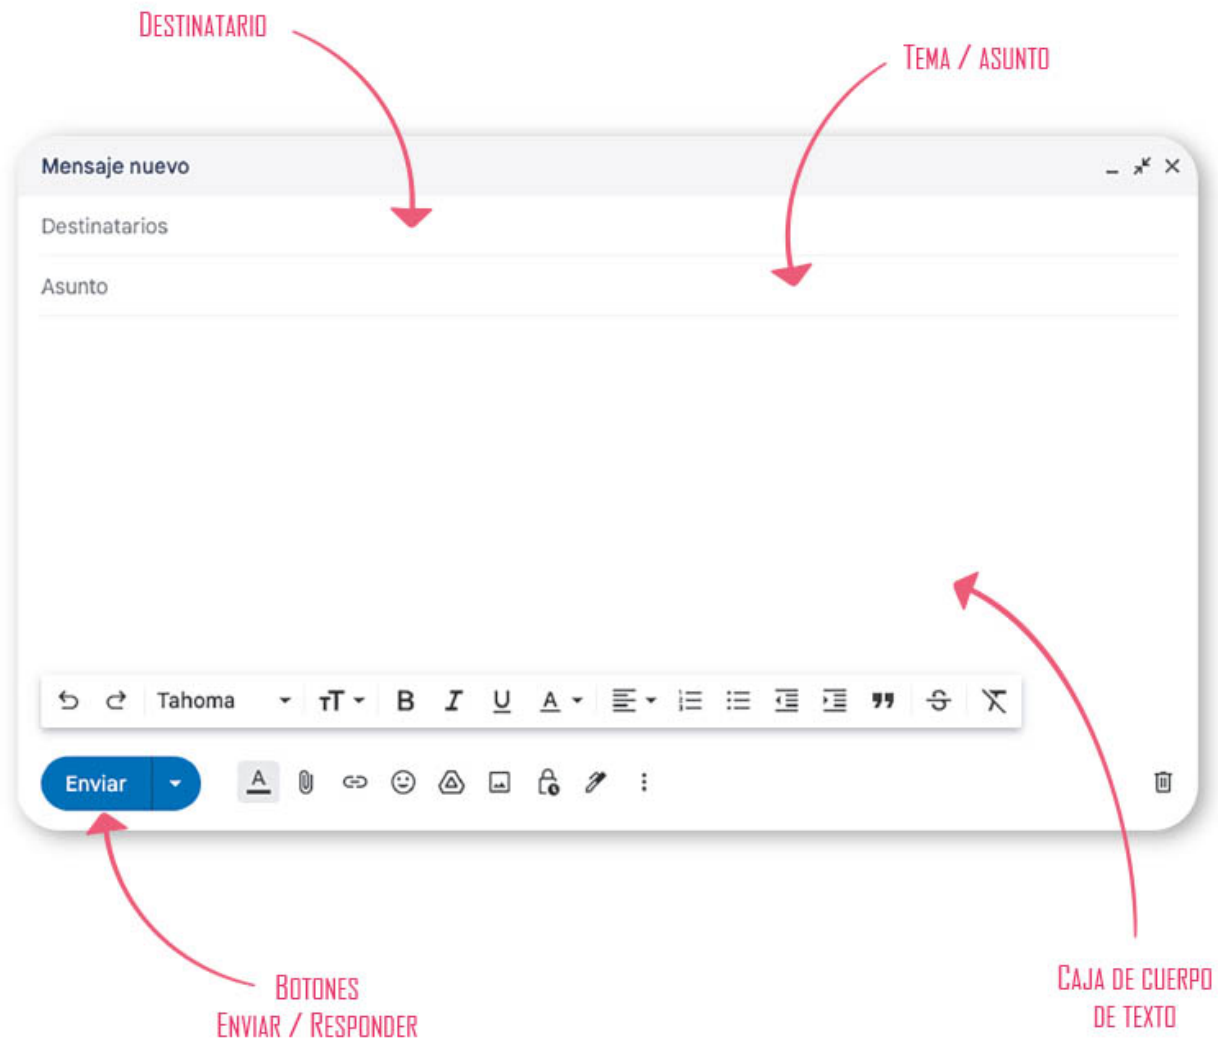 Destinatario
Tema / asunto
Mensaje nuevo
Destinatarios
Asunto
Tahoma
Enviar
Botones
Enviar / Responder
Caja de cuerpo
de texto